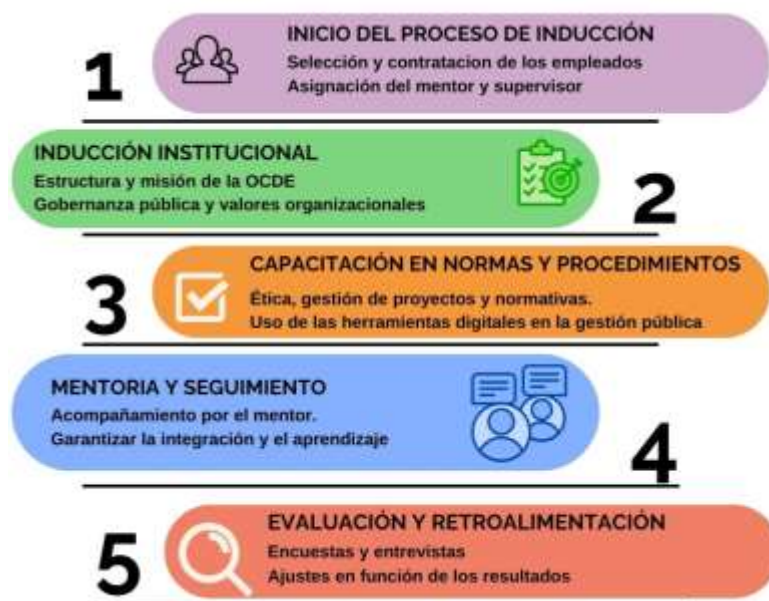 1
INICIO DEL PROCESO DE INDUCCIÓN
Selección y contratacion de los empleados
Asignación del mentor y supervisor
INDUCCIÓN INSTITUCIONAL
Estructura y misión de la OCDE
Gobernanza pública y valores organizacionales
2
3
CAPACITACIÓN EN NORMAS Y PROCEDIMIENTOS
Ética, gestión de proyectos y normativas.
Uso de las herramientas digitales en la gestión pública
MENTORIA Y SEGUIMIENTO
Acompañamiento por el mentor.
Garantizar la integración y el aprendizaje
4
5
EVALUACIÓN Y RETROALIMENTACIÓN
Encuestas y entrevistas
Ajustes en función de los resultados